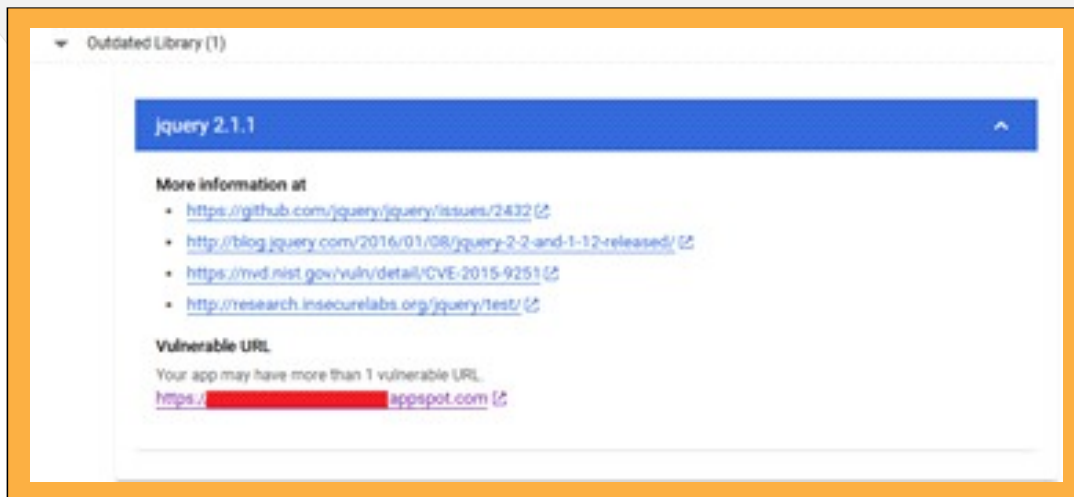 Outdated Library (1)
jquery 2.1.1
More information at
https://github.com/jquery/jquery/issues/2432
http://blog.jquery.com/2016/01/08/jquery-2-2-and-1-12-released/
https://nvd.nist.gov/vuln/detail/CVE-2015-9251
http://research.insecurelabs.org/jquery/test/
Vulnerable URL
Your app may have more than 1 vulnerable URL.
https:/ appspot.com